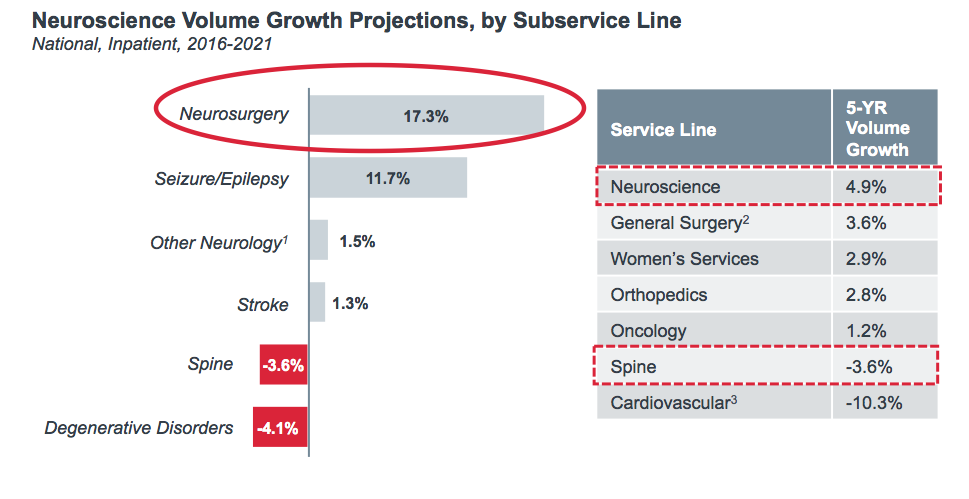 Neuroscience Volume Growth Projections, by Subservice Line
National, Inpatient, 2016-2021
Neurosurgery 17.3%
Seizure/Epilepsy 11.7%
Other Neurology¹ 1.5%
Stroke 1.3%
Spine -3.6%
Degenerative Disorders -4.1%
Service Line 5-YR Volume Growth
Neuroscience 4.9%
General Surgery² 3.6%
Women’s Services 2.9%
Orthopedics 2.8%
Oncology 1.2%
Spine -3.6%
Cardiovascular³ -10.3%